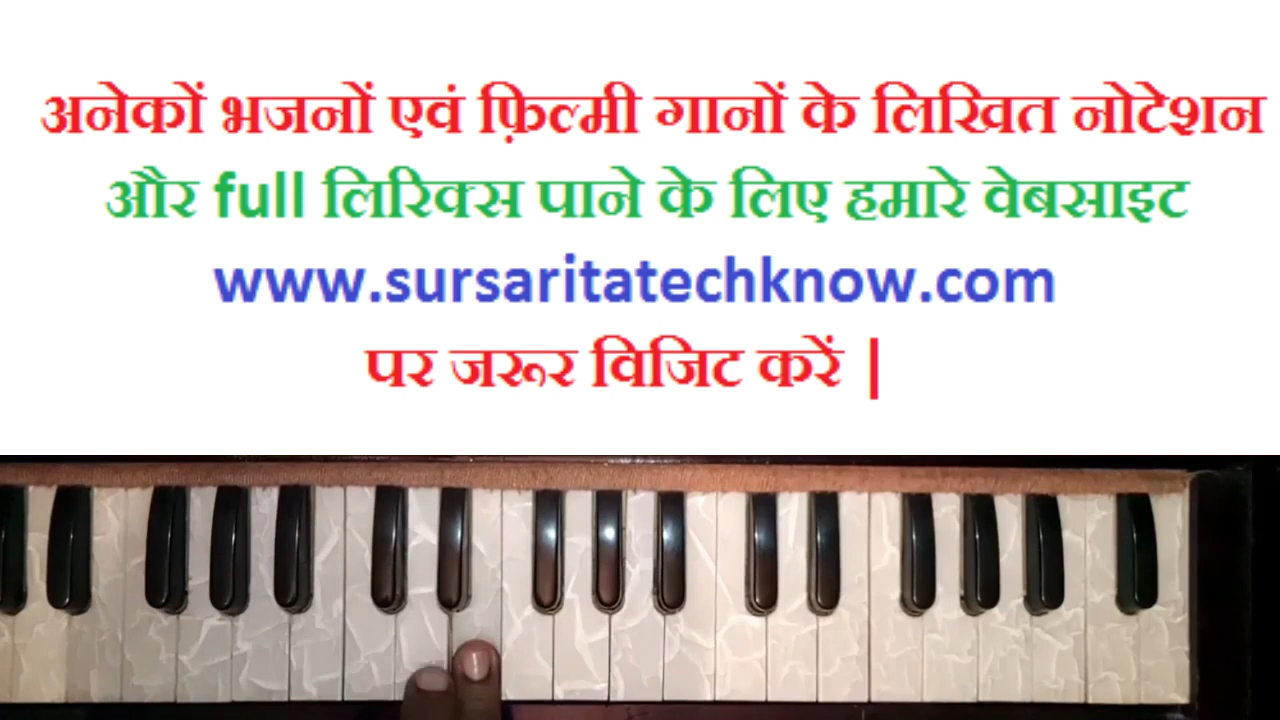 अनेकों भजनों एवं फ़िल्मी गानों के लिखित नोटेशन
और full लिरिक्स पाने के लिए हमारे वेबसाइट
www.sursaritatechknow.com
पर जरूर विजिट करें |